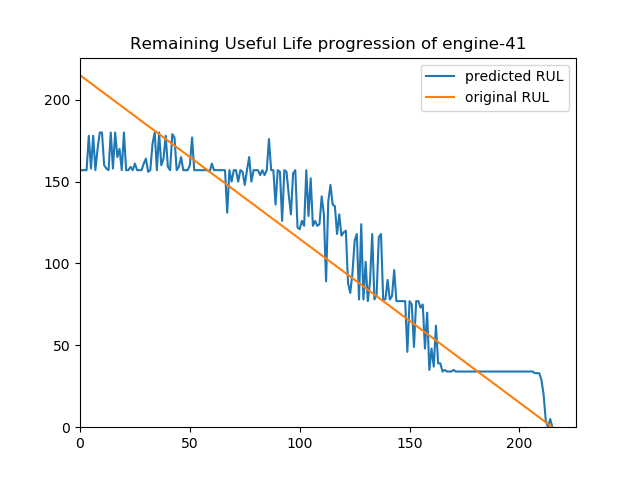 Remaining Useful Life progression of engine-41
predicted RUL
original RUL
200
150
100
50
0
0 50 100 150 200